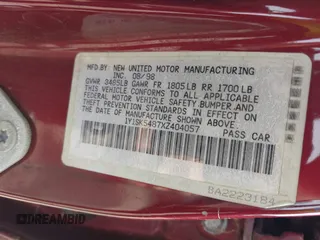 MFD. BY: NEW UNITED MOTOR MANUFACTURING
INC. 08/98
GVWR 3485LB GAWR FR 1805LB RR 1700LB
THIS VEHICLE CONFORMS TO ALL APPLICABLE
FEDERAL MOTOR VEHICLE SAFETY, BUMPER, AND
THEFT PREVENTION STANDARDS IN EFFECT ON
THE DATE OF MANUFACTURE SHOWN ABOVE.
1Y1SK5487XZ404057 PASS CAR
BA2223184
DREAMBID